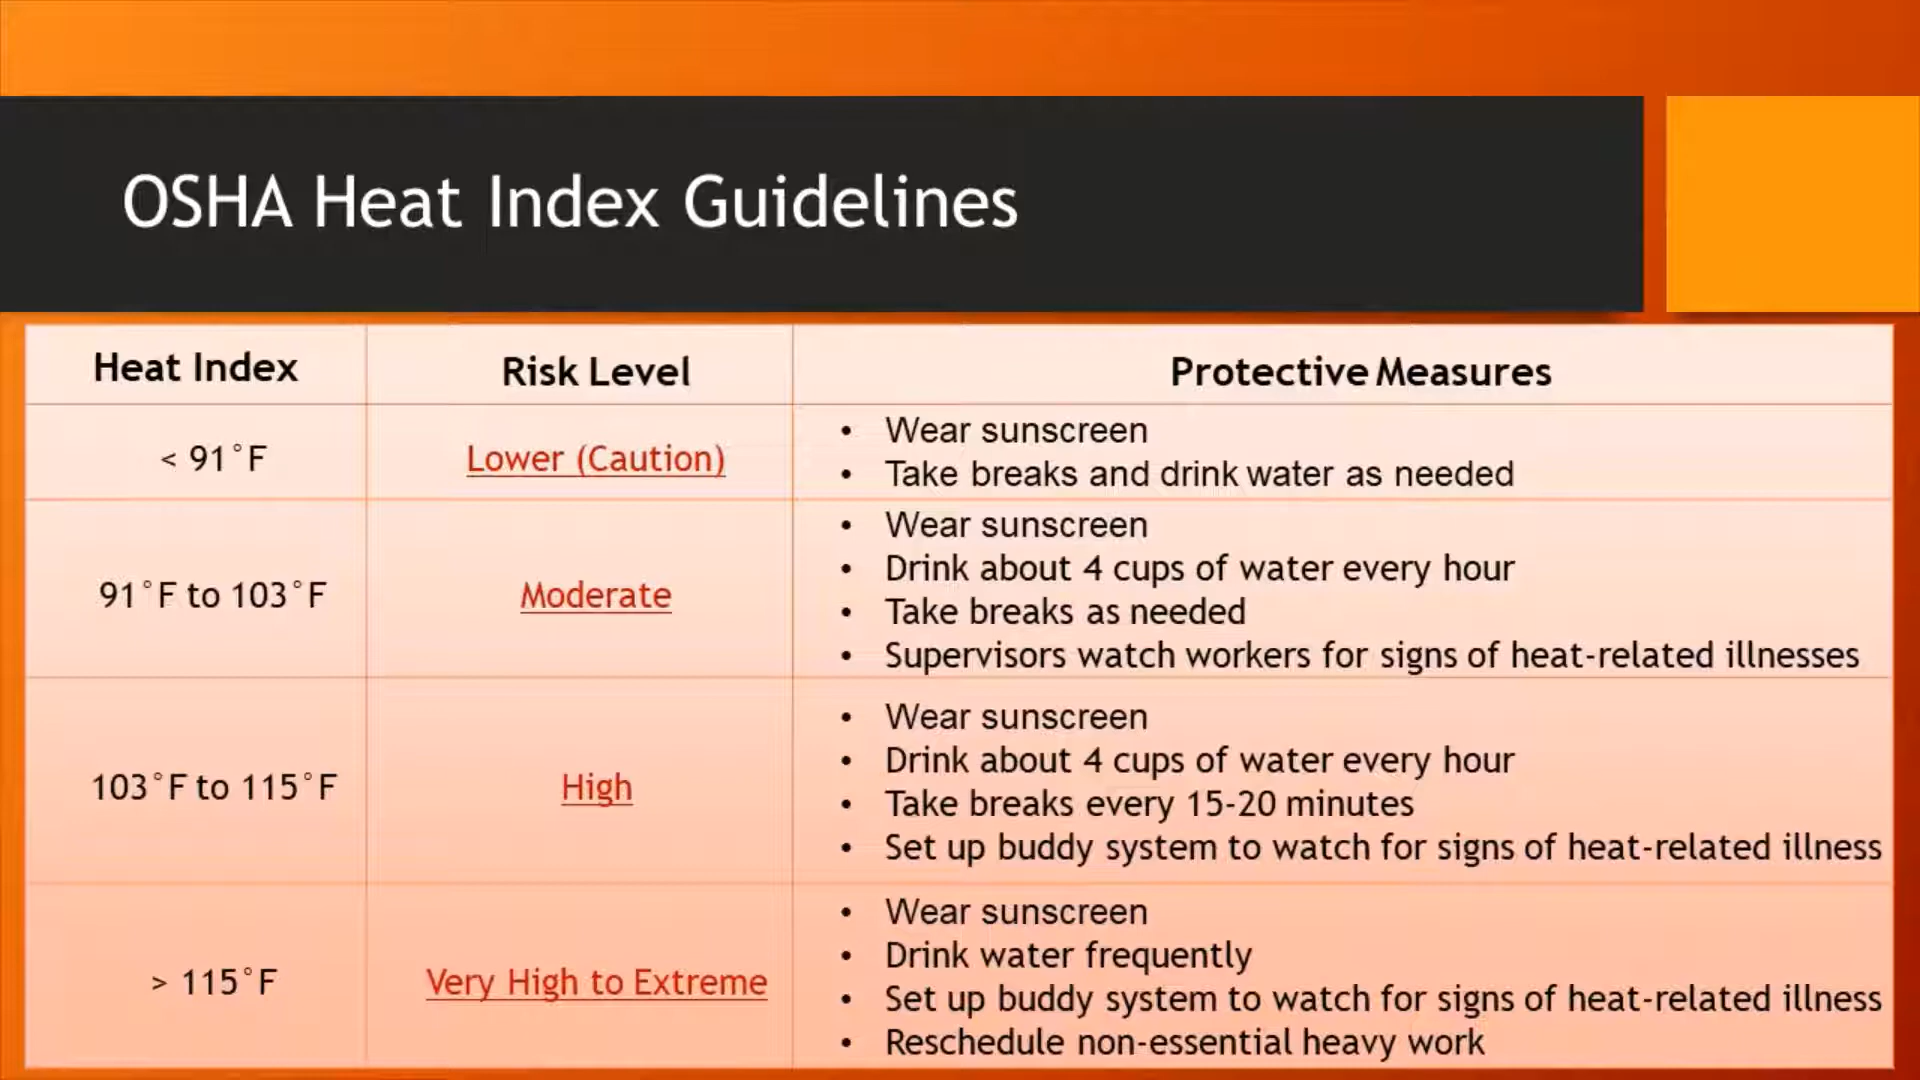 OSHA Heat Index Guidelines
Heat Index
Risk Level
Protective Measures
< 91°F
Lower (Caution)
• Wear sunscreen
• Take breaks and drink water as needed
91°F to 103°F
Moderate
• Wear sunscreen
• Drink about 4 cups of water every hour
• Take breaks as needed
• Supervisors watch workers for signs of heat-related illnesses
103°F to 115°F
High
• Wear sunscreen
• Drink about 4 cups of water every hour
• Take breaks every 15-20 minutes
• Set up buddy system to watch for signs of heat-related illness
> 115°F
Very High to Extreme
• Wear sunscreen
• Drink water frequently
• Set up buddy system to watch for signs of heat-related illness
• Reschedule non-essential heavy work